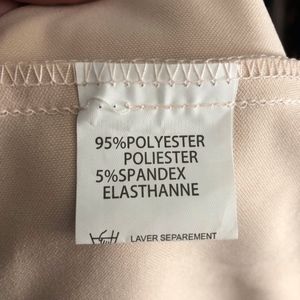 95%POLYESTER
POLIESTER
5%SPANDEX
ELASTHANNE
LAVER SEPAREMENT